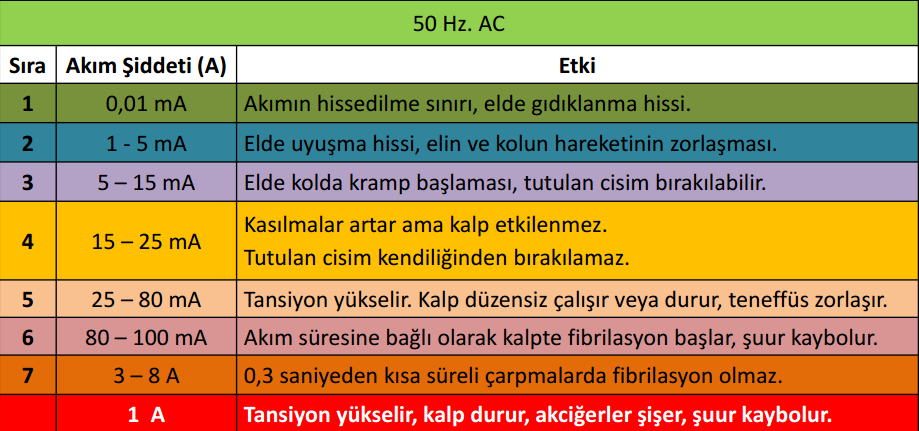 50 Hz. AC
Sıra Akım Şiddeti (A) Etki
1 0,01 mA Akımın hissedilme sınırı, elde gıdıklanma hissi.
2 1 - 5 mA Elde uyuşma hissi, elin ve kolun hareketinin zorlaşması.
3 5 – 15 mA Elde kolda kramp başlaması, tutulan cisim bırakılabilir.
4 15 – 25 mA Kasılmalar artar ama kalp etkilenmez.
Tutulan cisim kendiliğinden bırakılamaz.
5 25 – 80 mA Tansiyon yükselir. Kalp düzensiz çalışır veya durur, teneffüs zorlaşır.
6 80 – 100 mA Akım süresine bağlı olarak kalpte fibrilasyon başlar, şuur kaybolur.
7 3 – 8 A 0,3 saniyeden kısa süreli çarpmalarda fibrilasyon olmaz.
1 A Tansiyon yükselir, kalp durur, akciğerler şişer, şuur kaybolur.